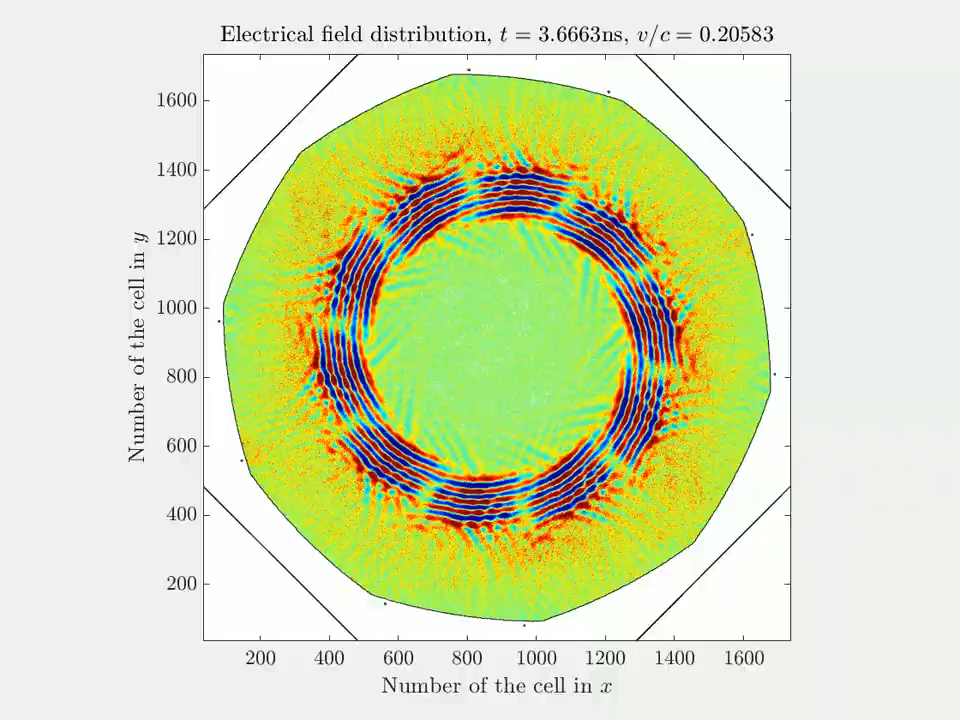 Electrical field distribution, t = 3.6663ns, v/c = 0.20583
Number of the cell in y
1600
1400
1200
1000
800
600
400
200
200 400 600 800 1000 1200 1400 1600
Number of the cell in x